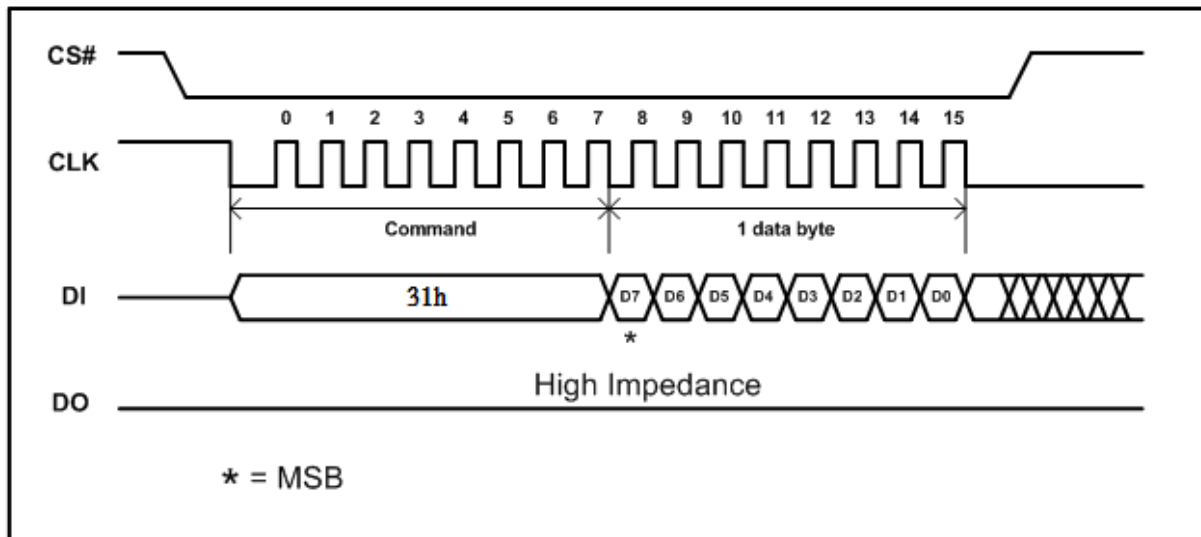 CS#
0 1 2 3 4 5 6 7 8 9 10 11 12 13 14 15
CLK
Command 1 data byte
DI 31h D7 D6 D5 D4 D3 D2 D1 D0
*
High Impedance
DO
* = MSB